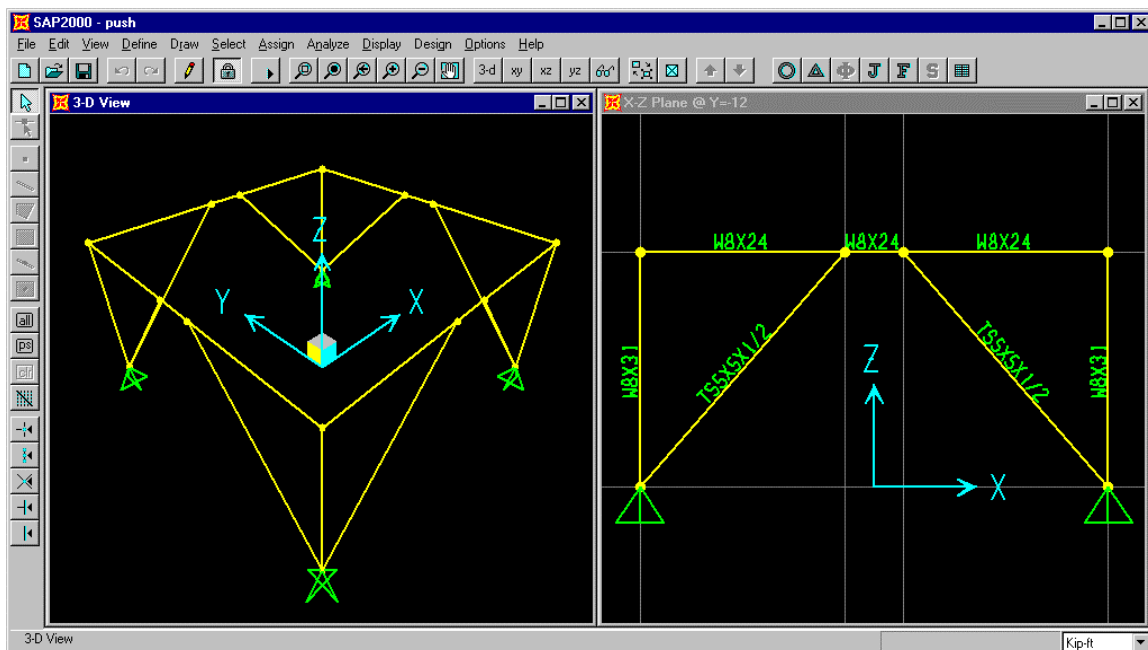 SAP2000 - push
File Edit View Define Draw Select Assign Analyze Display Design Options Help
3-d xy xz yz J F S
3-D View
X-Z Plane @ Y=-12
all
ps
clr
Z
Y
X
W8X24 W8X24 W8X24
W8X31
TS5X5X1/2
TS5X5X1/2
W8X31
Z
X
3-D View
Kip-ft